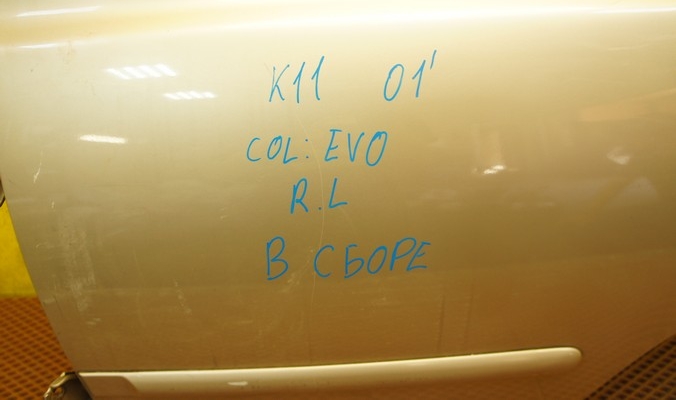 K11 01'
COL: EVO
R.L
В СБОРЕ